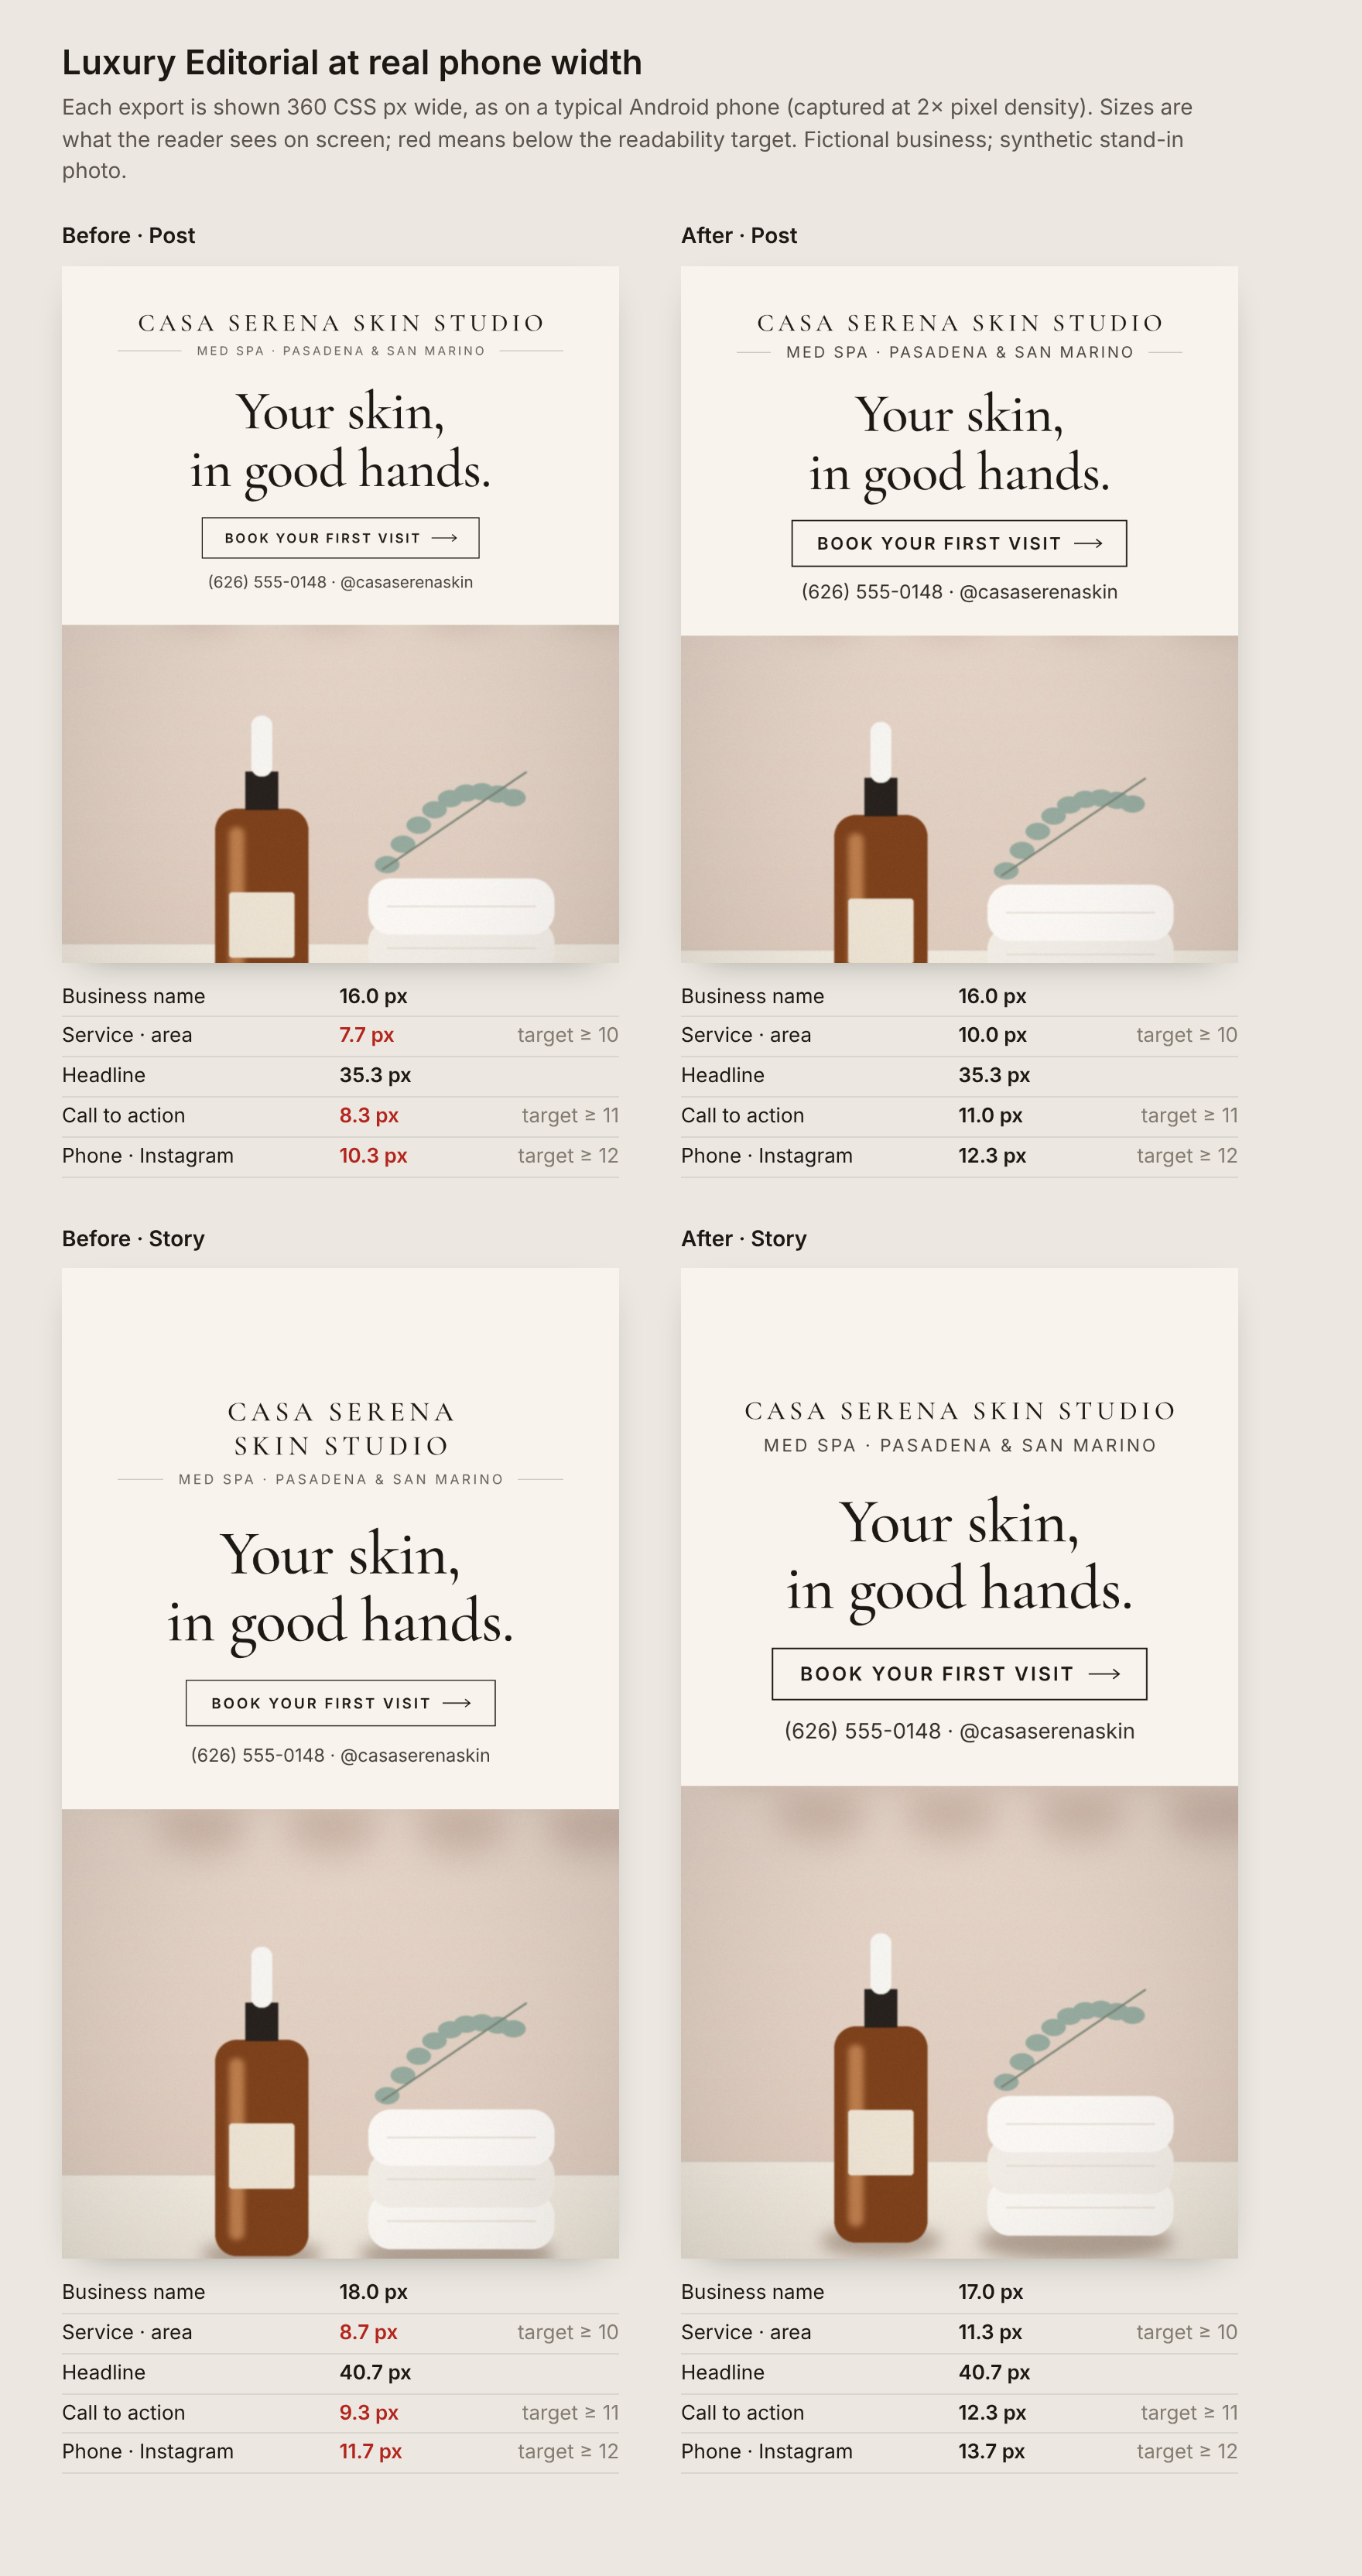 Luxury Editorial at real phone width
Each export is shown 360 CSS px wide, as on a typical Android phone (captured at 2× pixel density). Sizes are
what the reader sees on screen; red means below the readability target. Fictional business; synthetic stand-in
photo.
Before · Post
CASA SERENA SKIN STUDIO
MED SPA · PASADENA & SAN MARINO
Your skin,
in good hands.
BOOK YOUR FIRST VISIT →
(626) 555-0148 · @casaserenaskin
Business name 16.0 px
Service · area 7.7 px target ≥ 10
Headline 35.3 px
Call to action 8.3 px target ≥ 11
Phone · Instagram 10.3 px target ≥ 12
After · Post
CASA SERENA SKIN STUDIO
MED SPA · PASADENA & SAN MARINO
Your skin,
in good hands.
BOOK YOUR FIRST VISIT →
(626) 555-0148 · @casaserenaskin
Business name 16.0 px
Service · area 10.0 px target ≥ 10
Headline 35.3 px
Call to action 11.0 px target ≥ 11
Phone · Instagram 12.3 px target ≥ 12
Before · Story
CASA SERENA
SKIN STUDIO
MED SPA · PASADENA & SAN MARINO
Your skin,
in good hands.
BOOK YOUR FIRST VISIT →
(626) 555-0148 · @casaserenaskin
Business name 18.0 px
Service · area 8.7 px target ≥ 10
Headline 40.7 px
Call to action 9.3 px target ≥ 11
Phone · Instagram 11.7 px target ≥ 12
After · Story
CASA SERENA SKIN STUDIO
MED SPA · PASADENA & SAN MARINO
Your skin,
in good hands.
BOOK YOUR FIRST VISIT →
(626) 555-0148 · @casaserenaskin
Business name 17.0 px
Service · area 11.3 px target ≥ 10
Headline 40.7 px
Call to action 12.3 px target ≥ 11
Phone · Instagram 13.7 px target ≥ 12